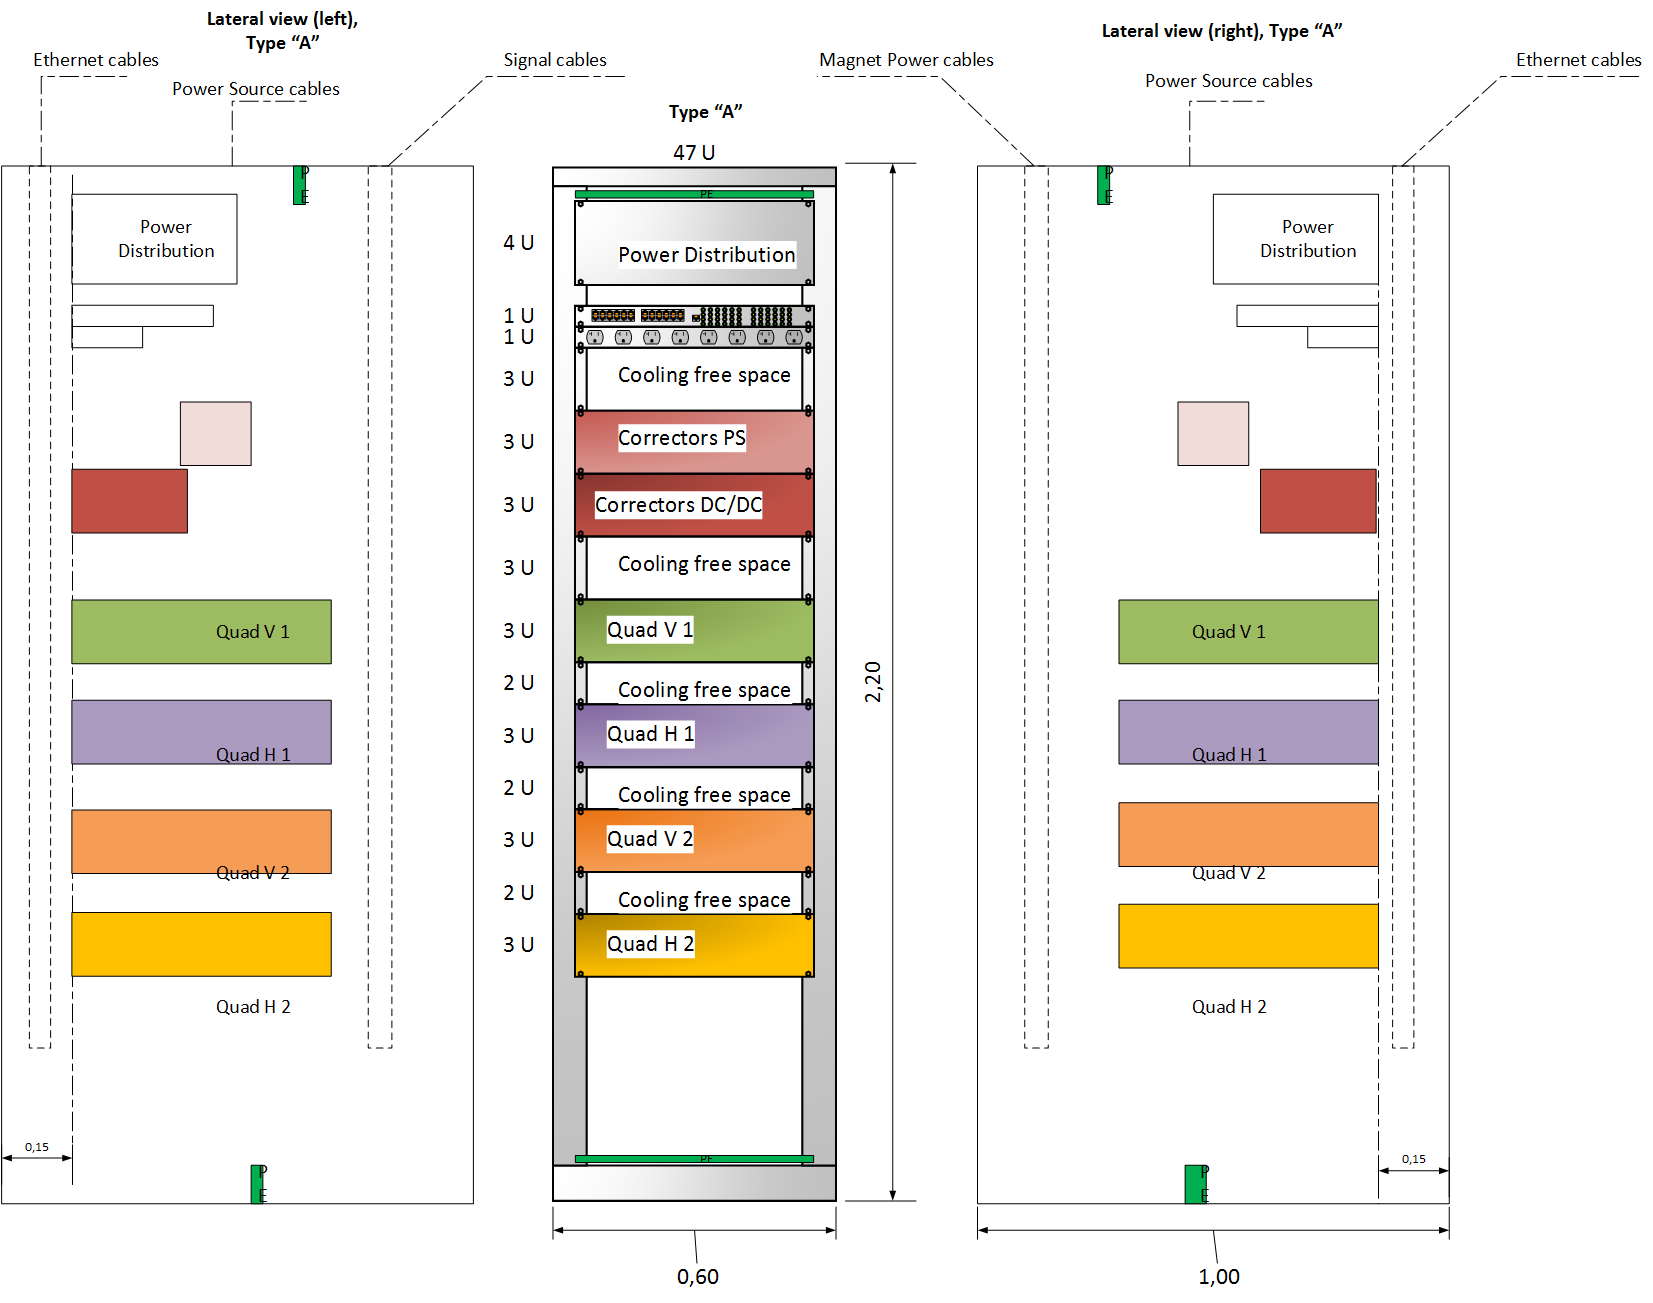 Lateral view (left),
Type “A”
Ethernet cables
Power Source cables
Signal cables
P
E
Power
Distribution
Quad V 1
Quad H 1
Quad V 2
Quad H 2
0,15
P
E
Type “A”
47 U
PE
4 U
Power Distribution
1 U
1 U
3 U
Cooling free space
3 U
Correctors PS
3 U
Correctors DC/DC
3 U
Cooling free space
3 U
Quad V 1
2 U
Cooling free space
3 U
Quad H 1
2 U
Cooling free space
3 U
Quad V 2
2 U
Cooling free space
3 U
Quad H 2
PE
2,20
0,60
Lateral view (right), Type “A”
Magnet Power cables
Power Source cables
Ethernet cables
P
E
Power
Distribution
Quad V 1
Quad H 1
Quad V 2
Quad H 2
0,15
P
E
1,00